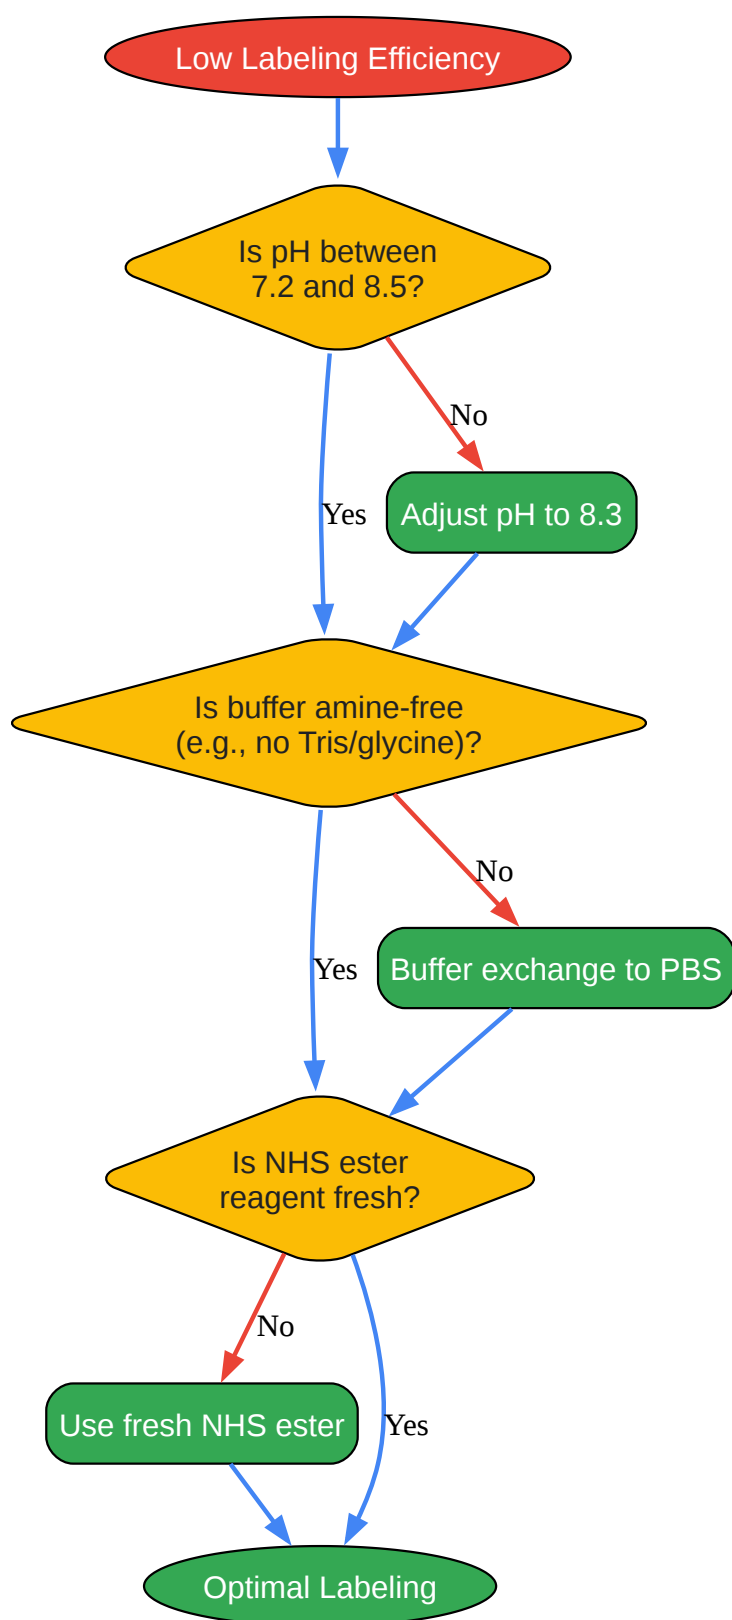 Low Labeling Efficiency
Is pH between
7.2 and 8.5?
No
Yes
Adjust pH to 8.3
Is buffer amine-free
(e.g., no Tris/glycine)?
No
Yes
Buffer exchange to PBS
Is NHS ester
reagent fresh?
No
Use fresh NHS ester
Yes
Optimal Labeling